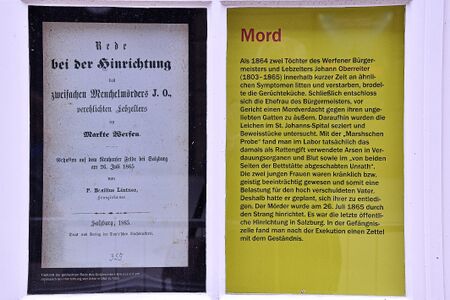 Rede
bei der Hinrichtung
des
zweifachen Meuchelmörders J. O.,
verehlichten Lebzelters
im
Markte Werfen.
Gehalten auf dem Neuhauser Felde bei Salzburg
am 26. Juli 1865
von
Salzburg, 1865.
Mord
Als 1864 zwei Töchter des Werfener Bürger-
meisters und Lebzelters Johann Oberreiter
(1803–1865) innerhalb kurzer Zeit an ähnli-
chen Symptomen litten und verstarben, brodel-
te die Gerüchteküche. Schließlich entschloss
sich die Ehefrau des Bürgermeisters, vor
Gericht einen Mordverdacht gegen ihren unge-
liebten Gatten zu äußern. Daraufhin wurden die
Leichen im St. Johanns-Spital seziert und
Beweisstücke untersucht. Mit der „Marshschen
Probe“ fand man im Labor tatsächlich das
damals als Rattengift verwendete Arsen in Ver-
dauungsorganen und Blut sowie im „von beiden
Seiten der Bettstätte abgeschabten Unrath“.
Die zwei jungen Frauen waren kränklich bzw.
geistig beeinträchtig gewesen und somit eine
Belastung für den hoch verschuldeten Vater.
Deshalb hatte er geplant, sich ihrer zu entledi-
gen. Der Mörder wurde am 26. Juli 1865 durch
den Strang hingerichtet. Es war die letzte öffentli-
che Hinrichtung in Salzburg. In der Gefängnis-
zelle fand man nach der Exekution einen Zettel
mit dem Geständnis.